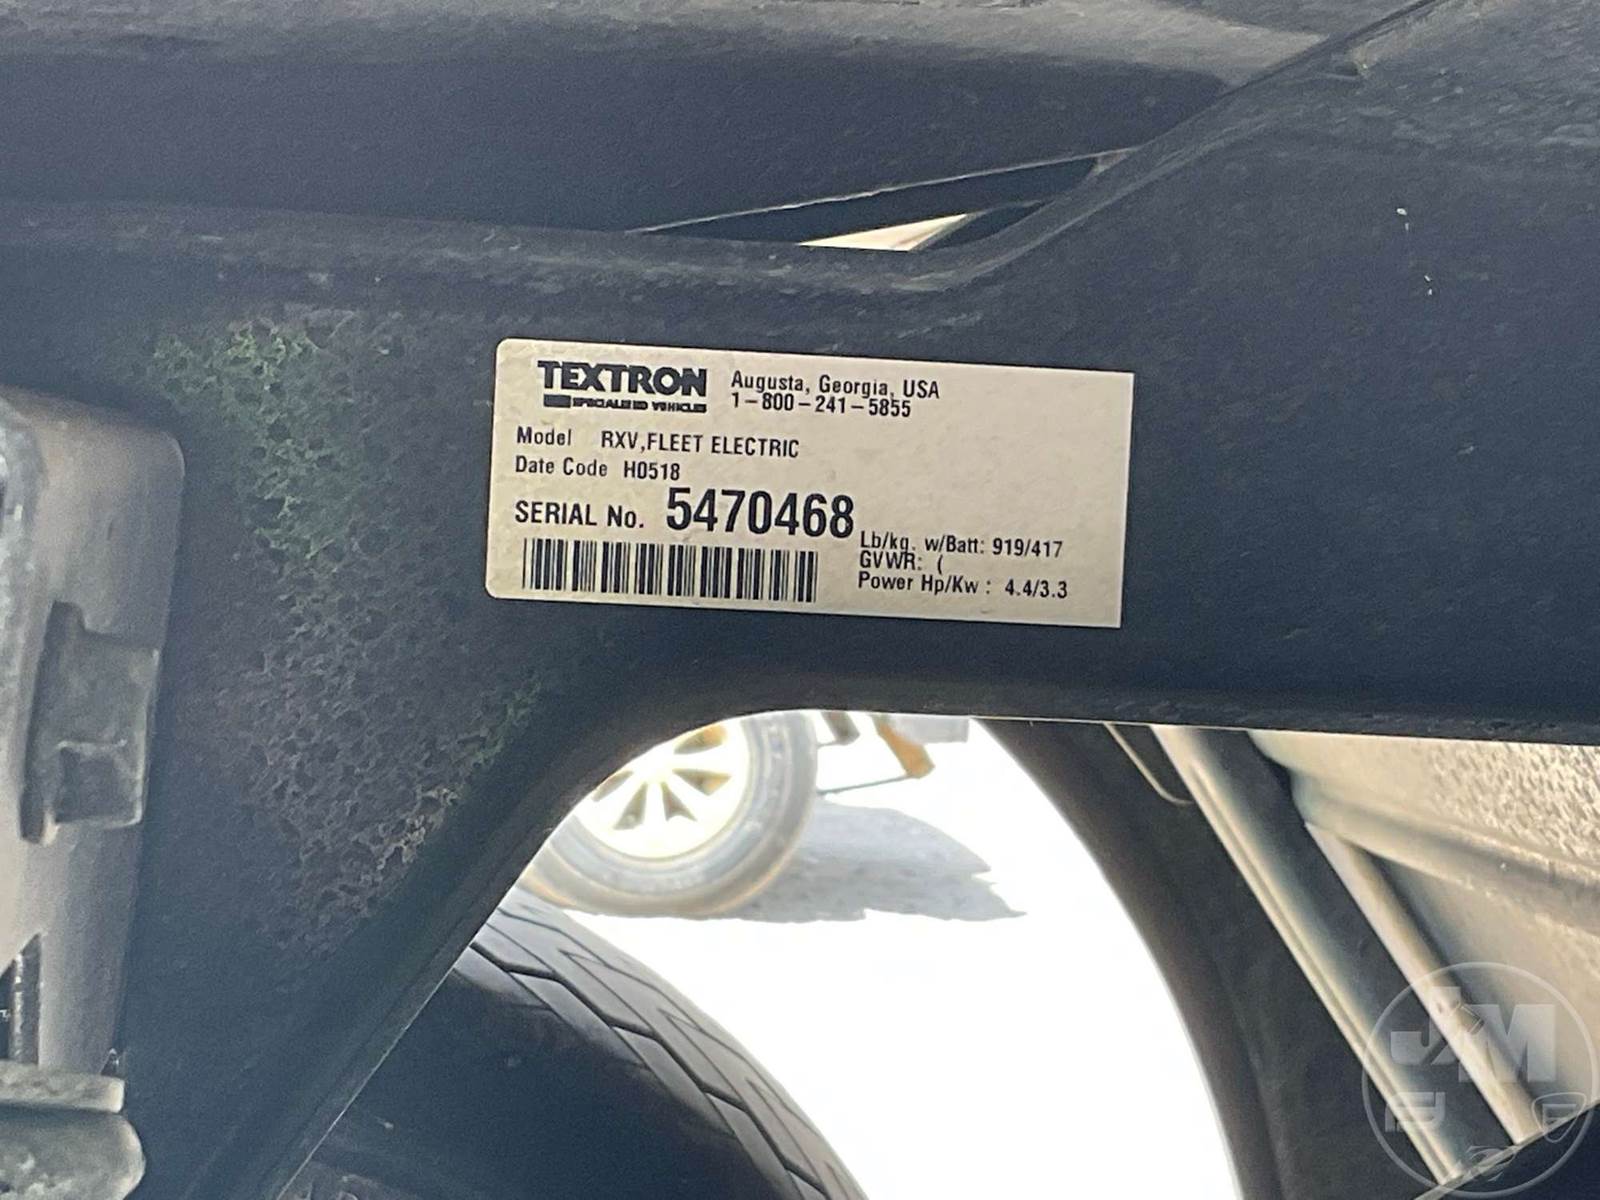 TEXTRON
SPECIALIZED VEHICLES
Augusta, Georgia, USA
1-800-241-5855
Model RXV,FLEET ELECTRIC
Date Code H0518
SERIAL No. 5470468
Lb/kg. w/Batt: 919/417
GVWR: (
Power Hp/Kw : 4.4/3.3
J M